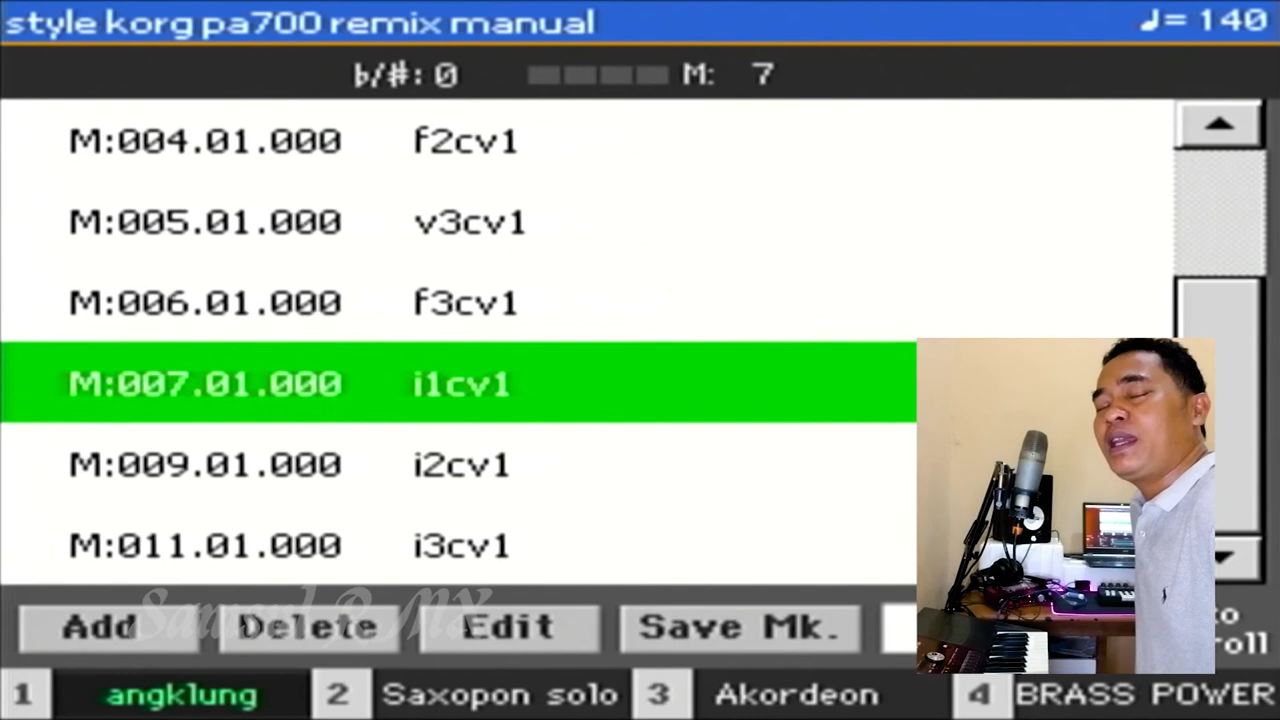 style korg pa700 remix manual
♩= 140
b/#: 0 M: 7
M:004.01.000 f2cv1
M:005.01.000 v3cv1
M:006.01.000 f3cv1
M:007.01.000 i1cv1
M:009.01.000 i2cv1
M:011.01.000 i3cv1
Add Delete Edit Save Mk.
1 angklung 2 Saxopon solo 3 Akordeon 4 BRASS POWER